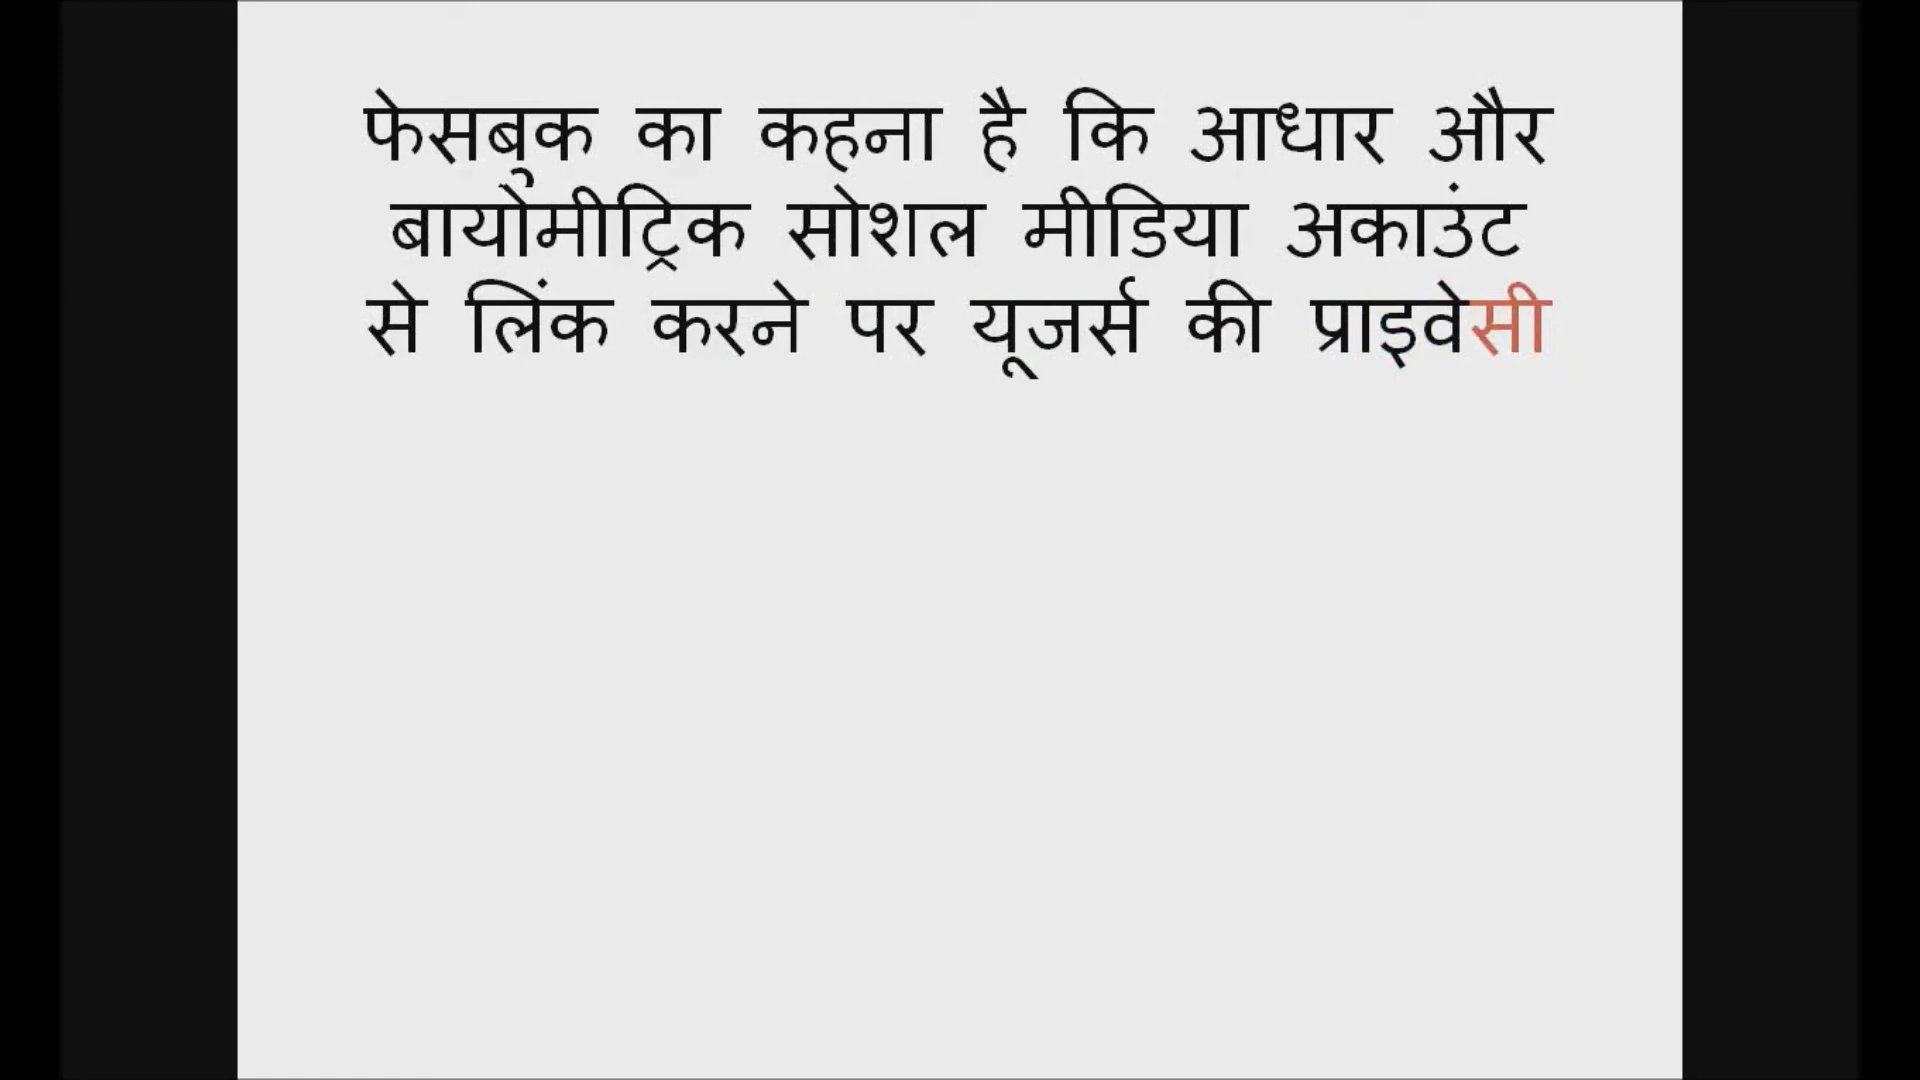 फेसबुक का कहना है कि आधार और
बायोमीट्रिक सोशल मीडिया अकाउंट
से लिंक करने पर यूजर्स की प्राइवेसी